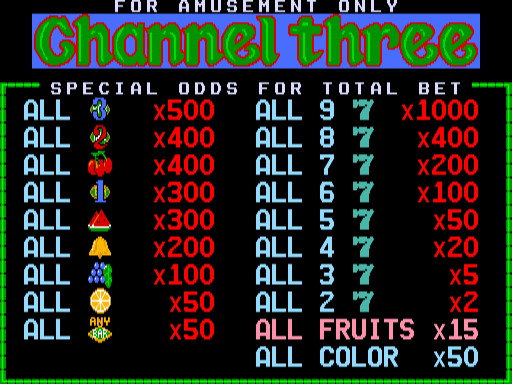 FOR AMUSEMENT ONLY
Channel three
SPECIAL ODDS FOR TOTAL BET
ALL 3 x500 ALL 9 7 x1000
ALL 2 x400 ALL 8 7 x400
ALL x400 ALL 7 7 x200
ALL 1 x300 ALL 6 7 x100
ALL x300 ALL 5 7 x50
ALL x200 ALL 4 7 x20
ALL x100 ALL 3 7 x5
ALL x50 ALL 2 7 x2
ALL ANY BAR x50 ALL FRUITS x15
ALL COLOR x50